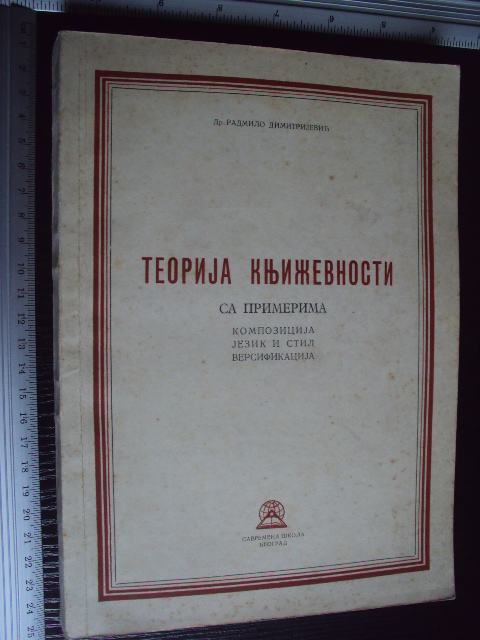 Др РАДМИЛО ДИМИТРИЈЕВИЋ
ТЕОРИЈА КЊИЖЕВНОСТИ
СА ПРИМЕРИМА
КОМПОЗИЦИЈА
ЈЕЗИК И СТИЛ
ВЕРСИФИКАЦИЈА
САВРЕМЕНА ШКОЛА
БЕОГРАД